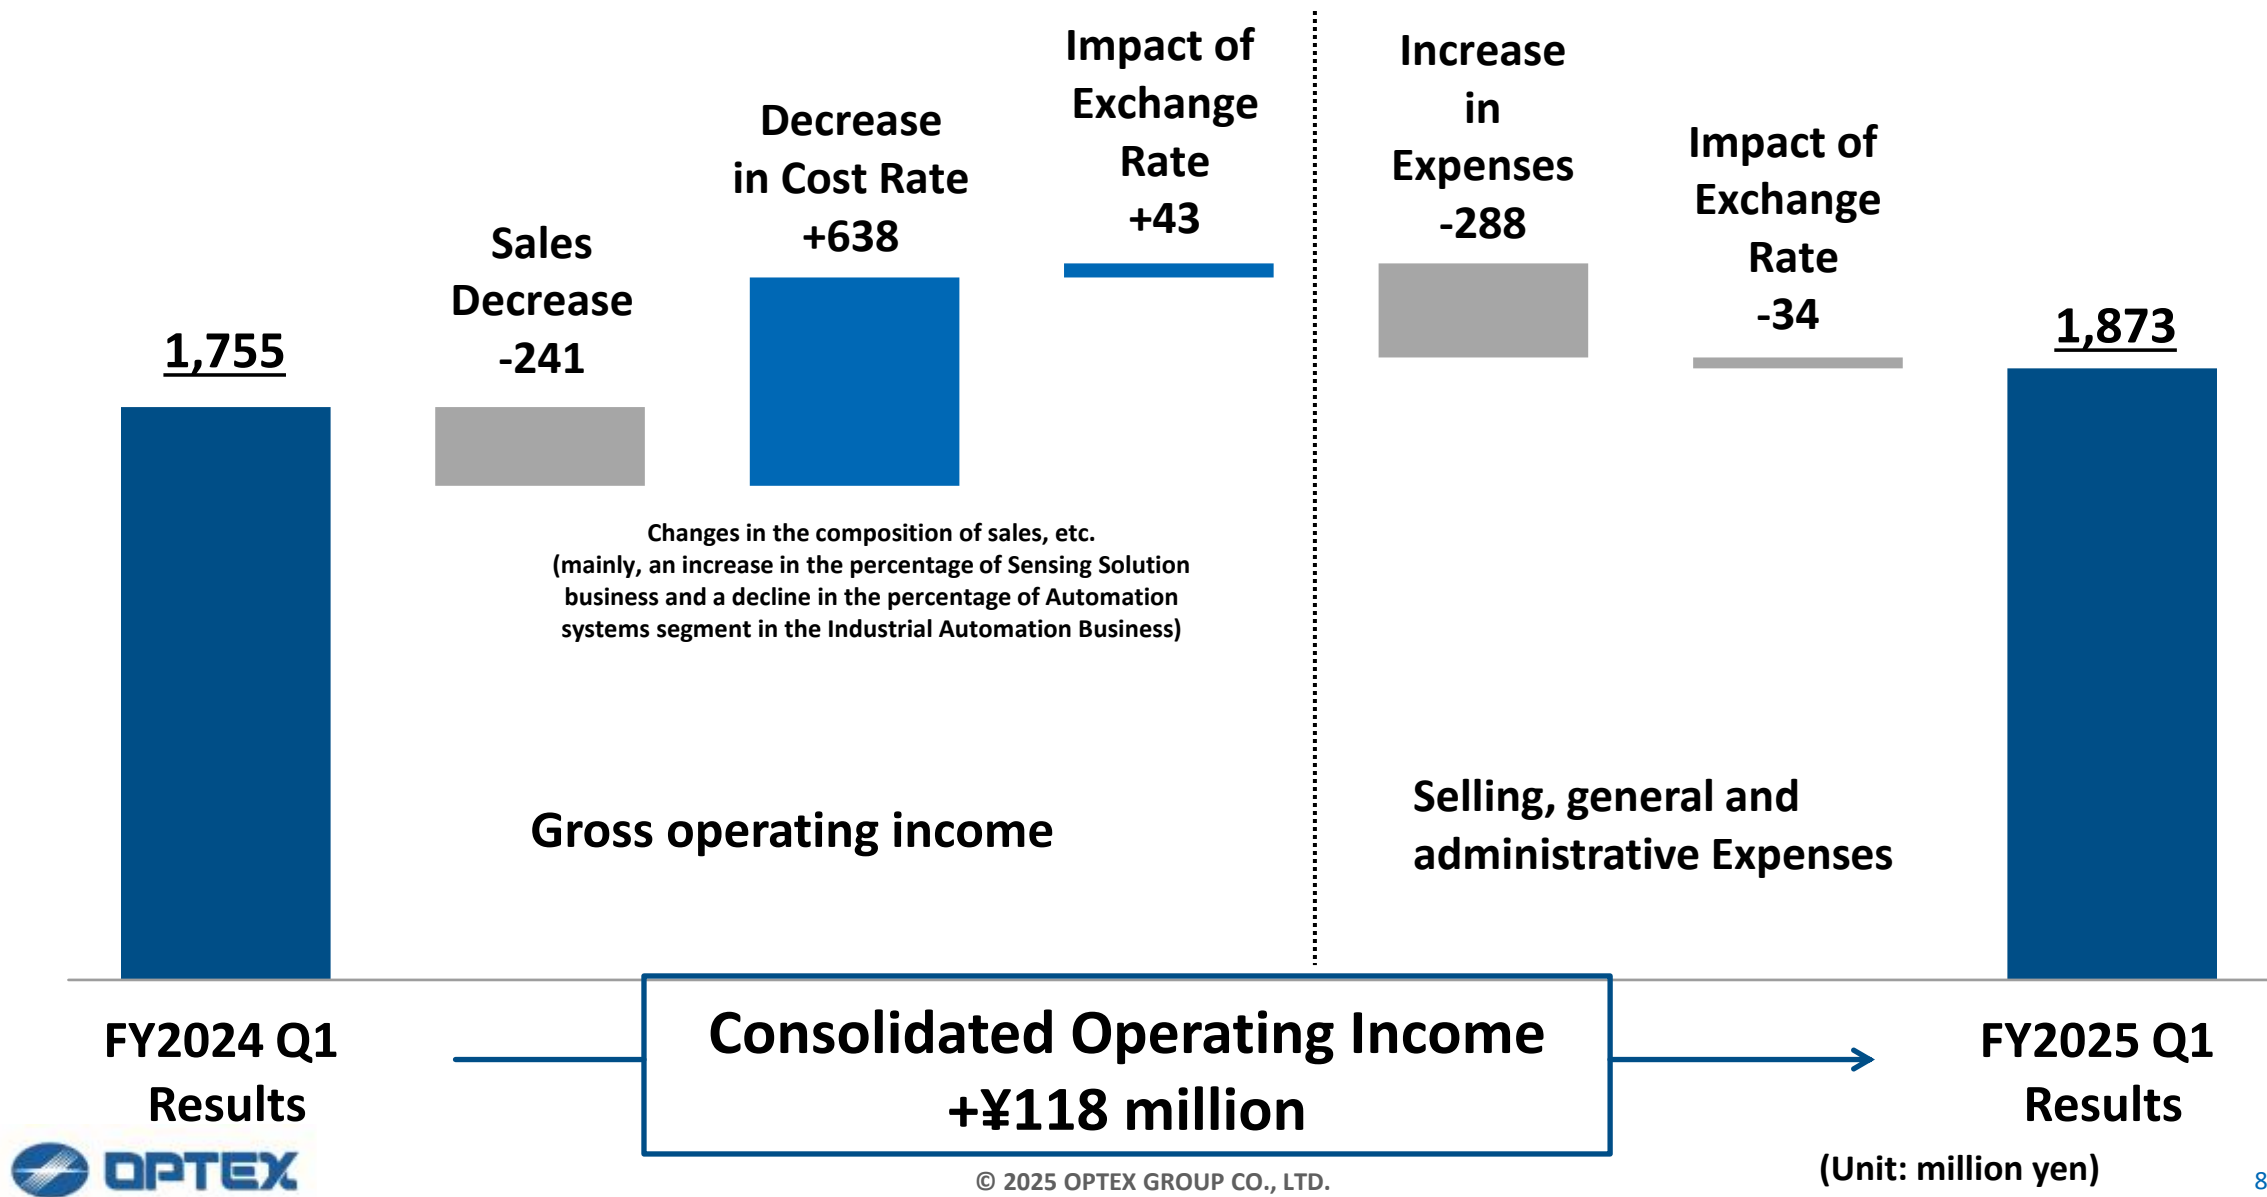 1,755
Sales
Decrease
-241
Decrease
in Cost Rate
+638
Impact of
Exchange
Rate
+43
Increase
in
Expenses
-288
Impact of
Exchange
Rate
-34
1,873
Changes in the composition of sales, etc.
(mainly, an increase in the percentage of Sensing Solution
business and a decline in the percentage of Automation
systems segment in the Industrial Automation Business)
Gross operating income
Selling, general and
administrative Expenses
FY2024 Q1
Results
Consolidated Operating Income
+¥118 million
FY2025 Q1
Results
OPTEX
© 2025 OPTEX GROUP CO., LTD.
(Unit: million yen)
8